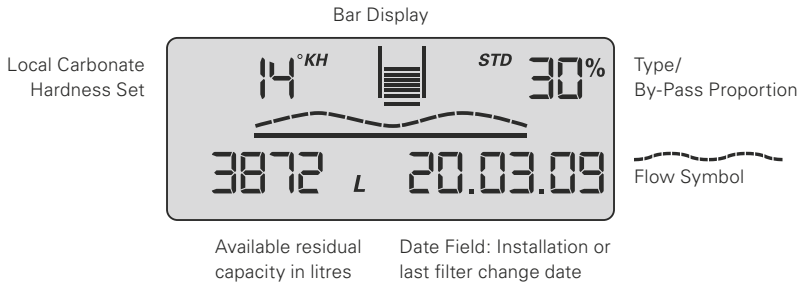 Bar Display
Local Carbonate
Hardness Set
14 °KH
STD 30%
Type/
By-Pass Proportion
3872 L 20.03.09
Flow Symbol
Available residual
capacity in litres
Date Field: Installation or
last filter change date